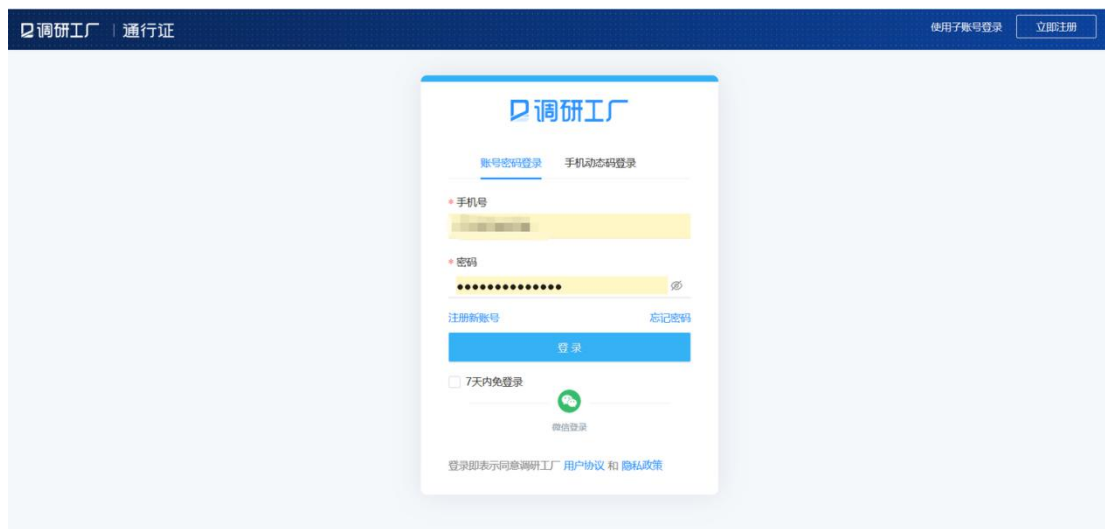 调研工厂 | 通行证
使用子账号登录 立即注册
调研工厂
账号密码登录 手机动态码登录
* 手机号
* 密码
●●●●●●●●●●●●●●
注册新账号 忘记密码
登 录
7天内免登录
微信登录
登录即表示同意调研工厂 用户协议 和 隐私政策